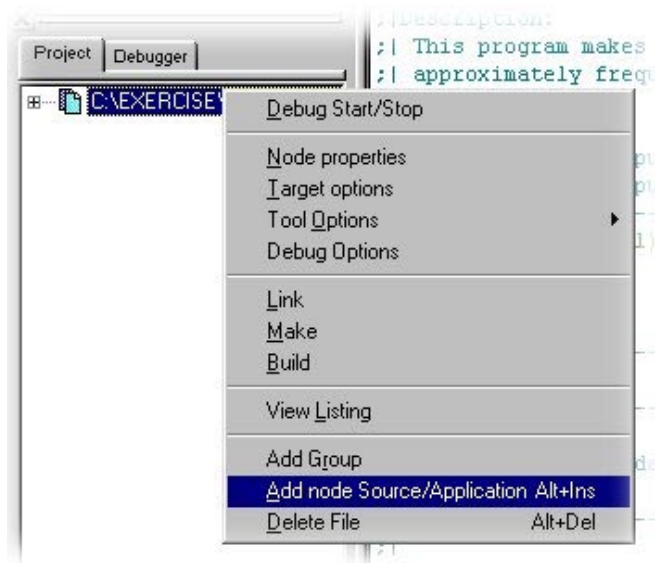 ;|Description:
Project Debugger
;| This program makes
;| approximately freq
C:\EXERCISE\
Debug Start/Stop
Node properties
Target options
Tool Options
Debug Options
Link
Make
Build
View Listing
Add Group
Add node Source/Application Alt+Ins
Delete File Alt+Del
;|